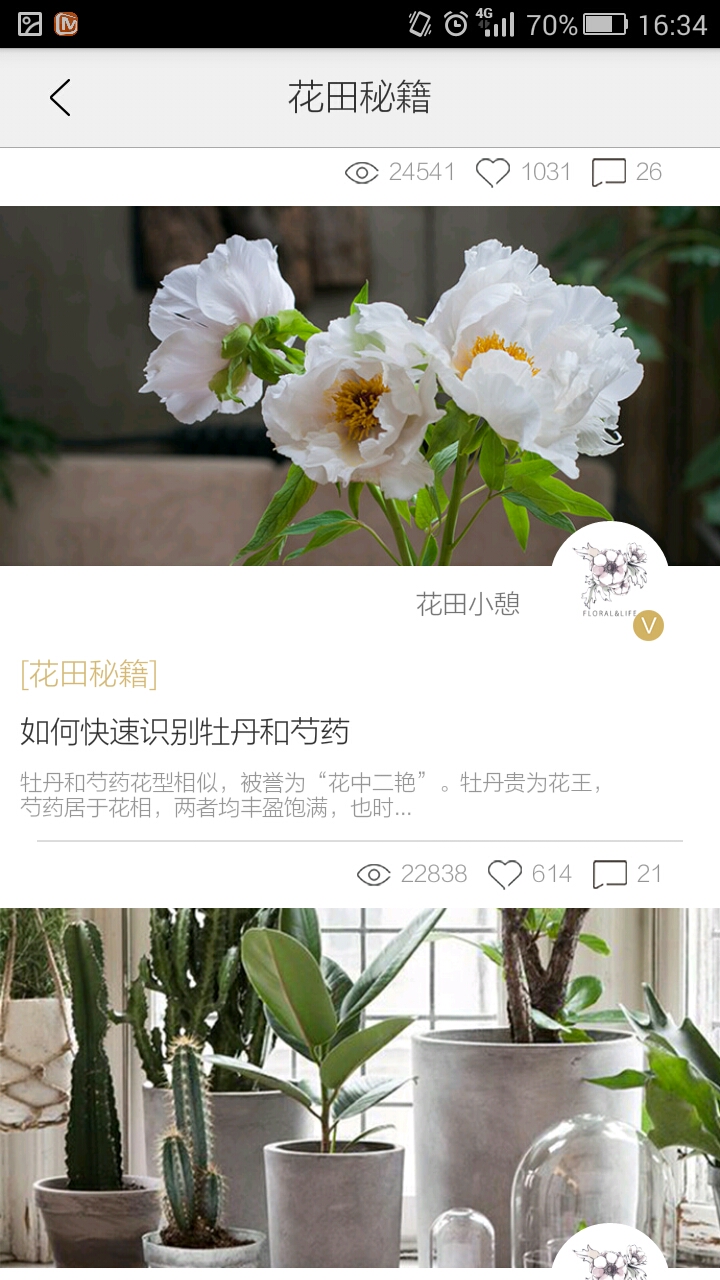 4G
70%
16:34
花田秘籍
24541
1031
26
花田小憩
FLORAL&LIFE
V
[花田秘籍]
如何快速识别牡丹和芍药
牡丹和芍药花型相似，被誉为“花中二艳”。牡丹贵为花王，
芍药居于花相，两者均丰盈饱满，也时...
22838
614
21